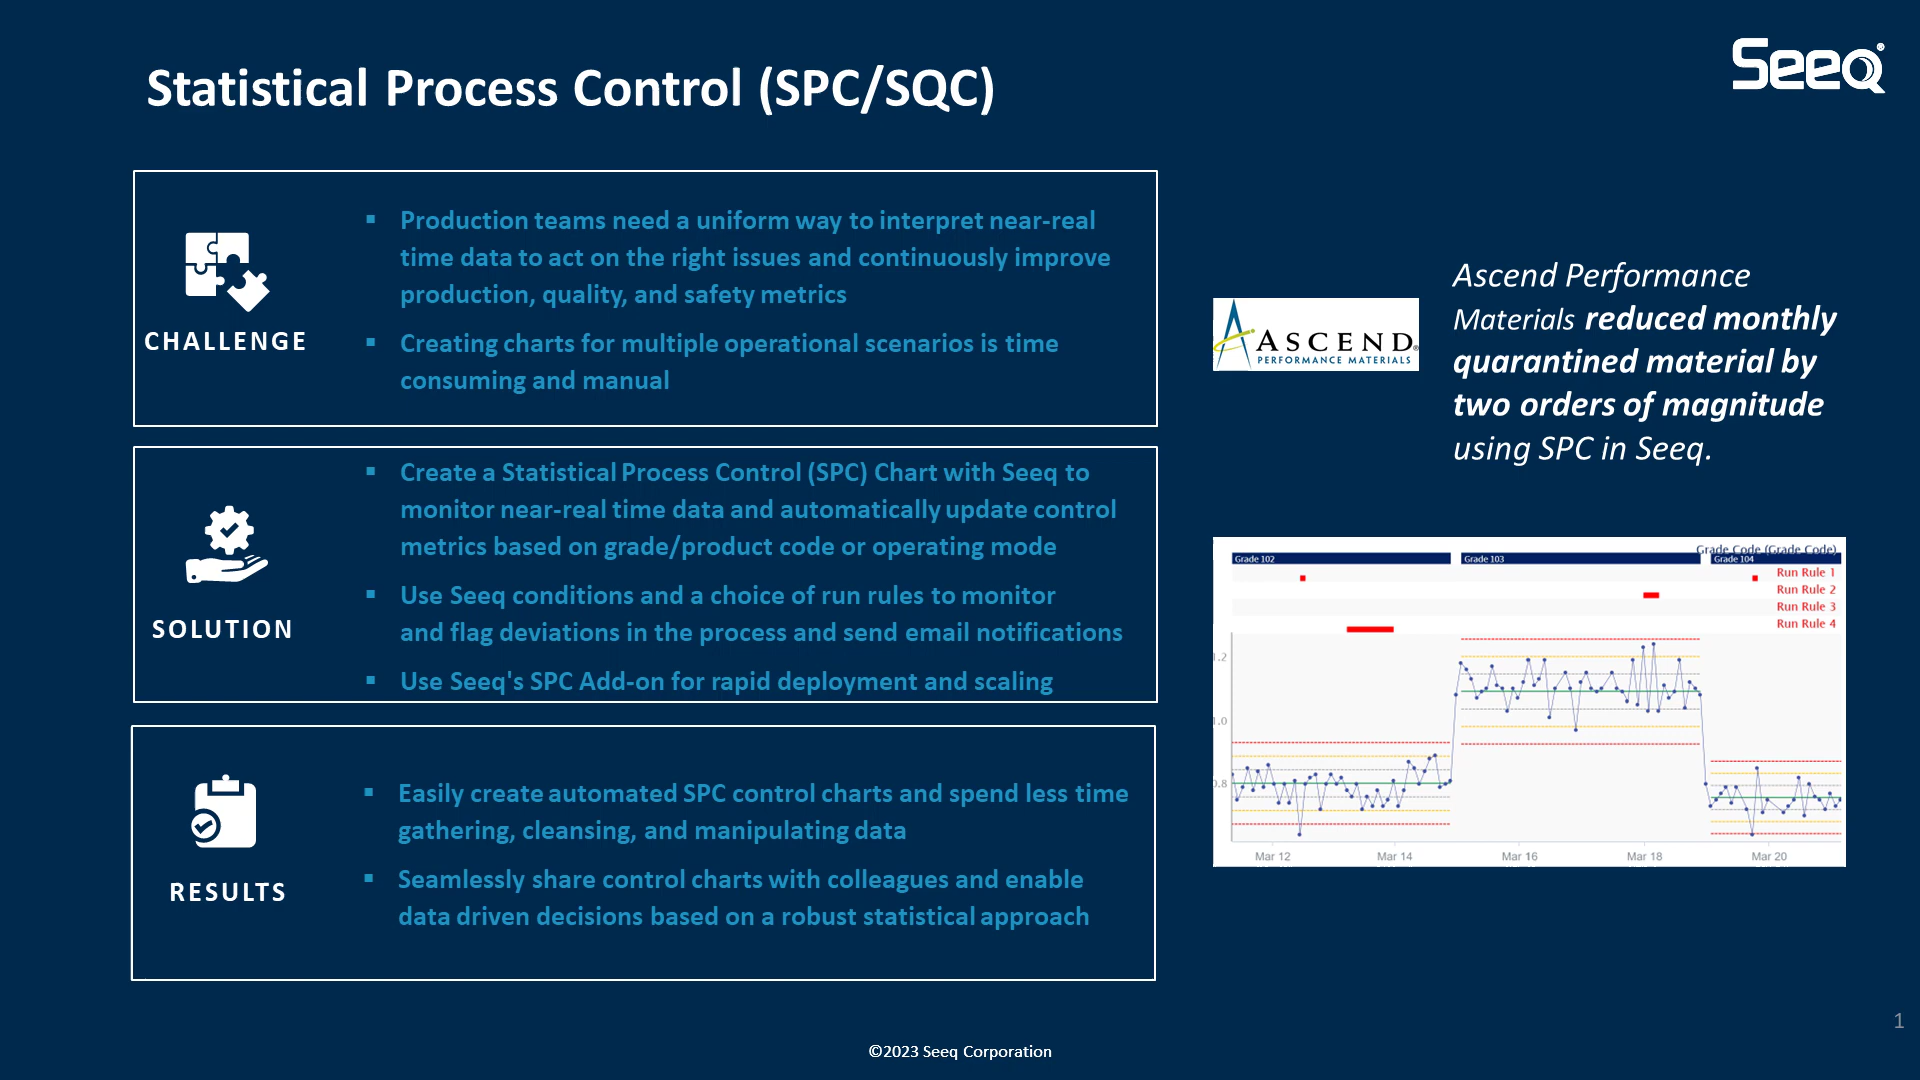 Statistical Process Control (SPC/SQC)
Seeq®
CHALLENGE
▪ Production teams need a uniform way to interpret near-real
time data to act on the right issues and continuously improve
production, quality, and safety metrics
▪ Creating charts for multiple operational scenarios is time
consuming and manual
SOLUTION
▪ Create a Statistical Process Control (SPC) Chart with Seeq to
monitor near-real time data and automatically update control
metrics based on grade/product code or operating mode
▪ Use Seeq conditions and a choice of run rules to monitor
and flag deviations in the process and send email notifications
▪ Use Seeq's SPC Add-on for rapid deployment and scaling
RESULTS
▪ Easily create automated SPC control charts and spend less time
gathering, cleansing, and manipulating data
▪ Seamlessly share control charts with colleagues and enable
data driven decisions based on a robust statistical approach
ASCEND®
PERFORMANCE MATERIALS
Ascend Performance
Materials reduced monthly
quarantined material by
two orders of magnitude
using SPC in Seeq.
Grade Code (Grade Code)
Grade 102 Grade 103 Grade 104
Run Rule 1
Run Rule 2
Run Rule 3
Run Rule 4
1.2
1.0
0.8
Mar 12 Mar 14 Mar 16 Mar 18 Mar 20
1
©2023 Seeq Corporation